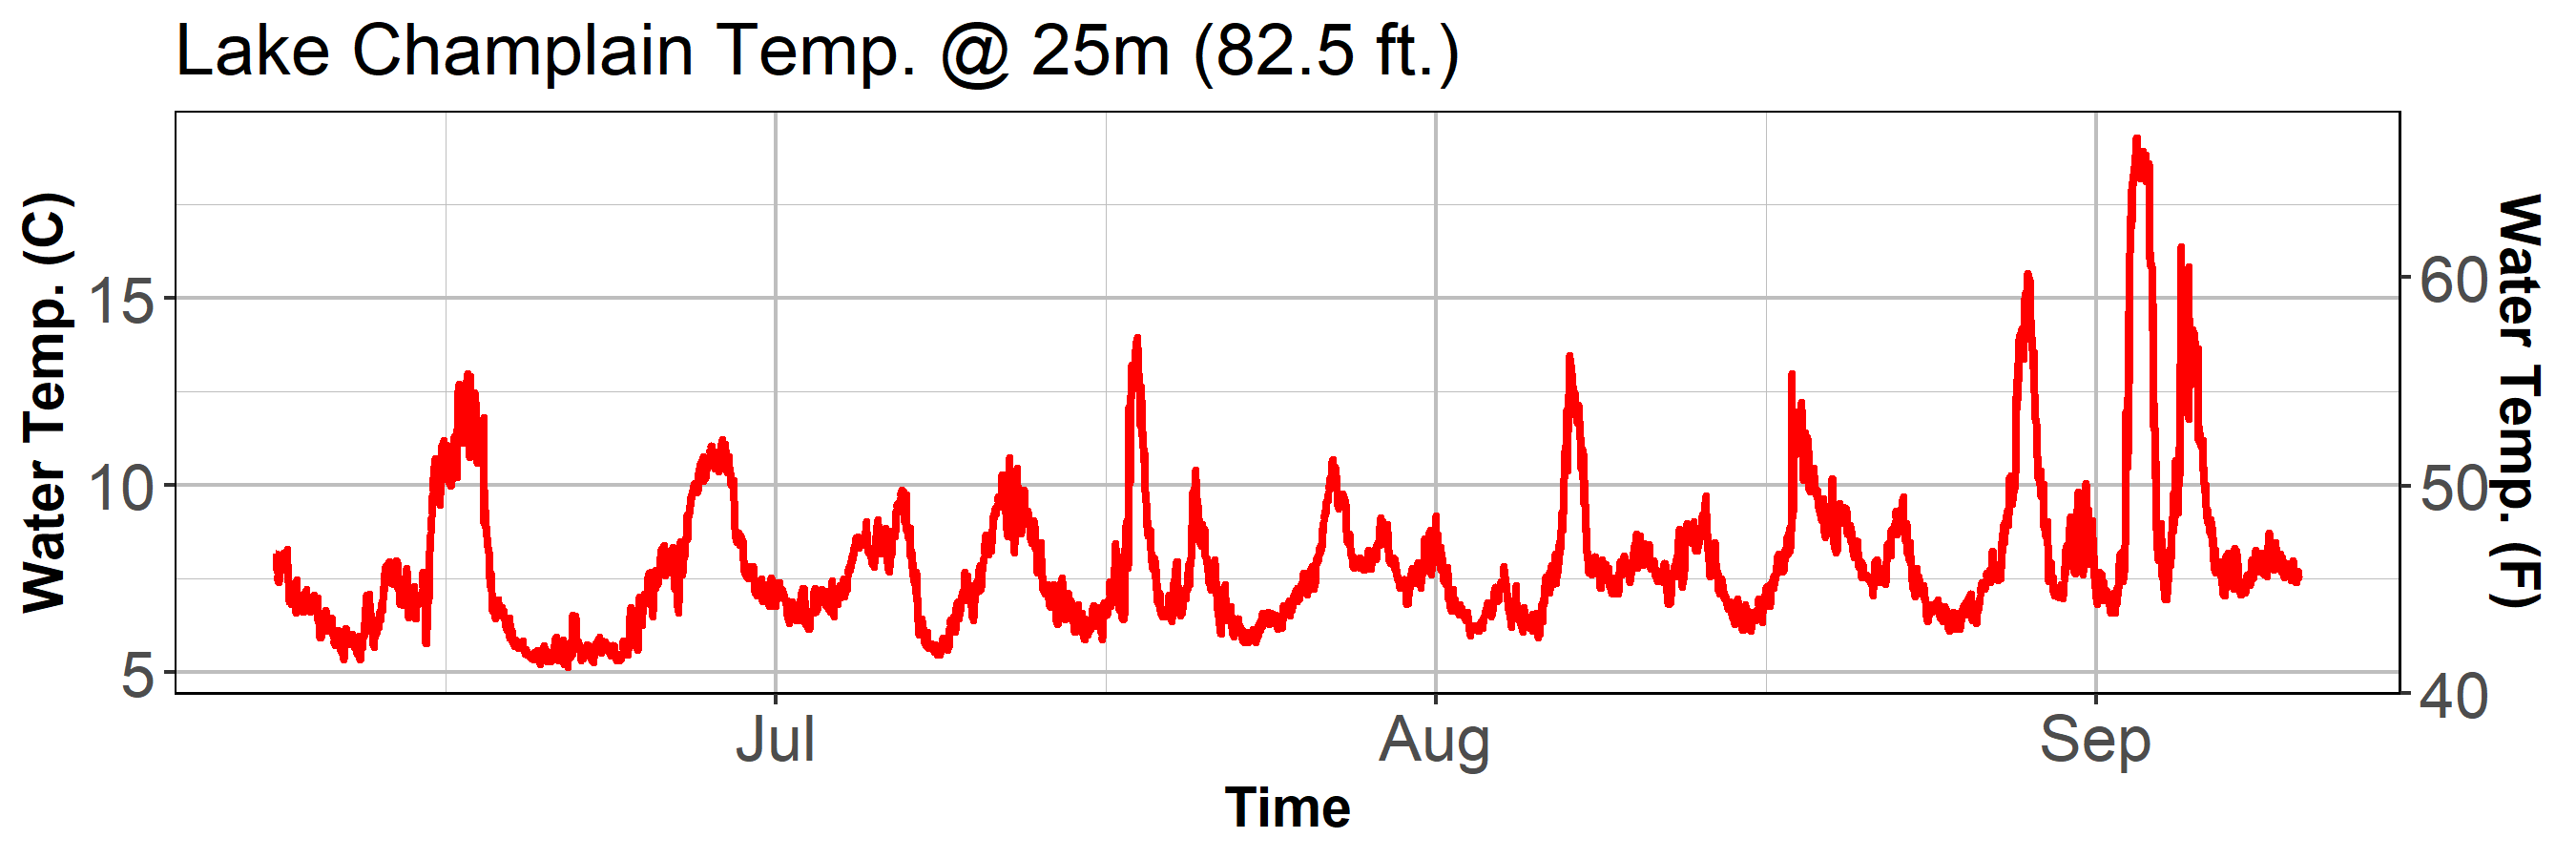 Lake Champlain Temp. @ 25m (82.5 ft.)
Water Temp. (C)
15
10
5
60
50
40
Water Temp. (F)
Jul
Aug
Sep
Time